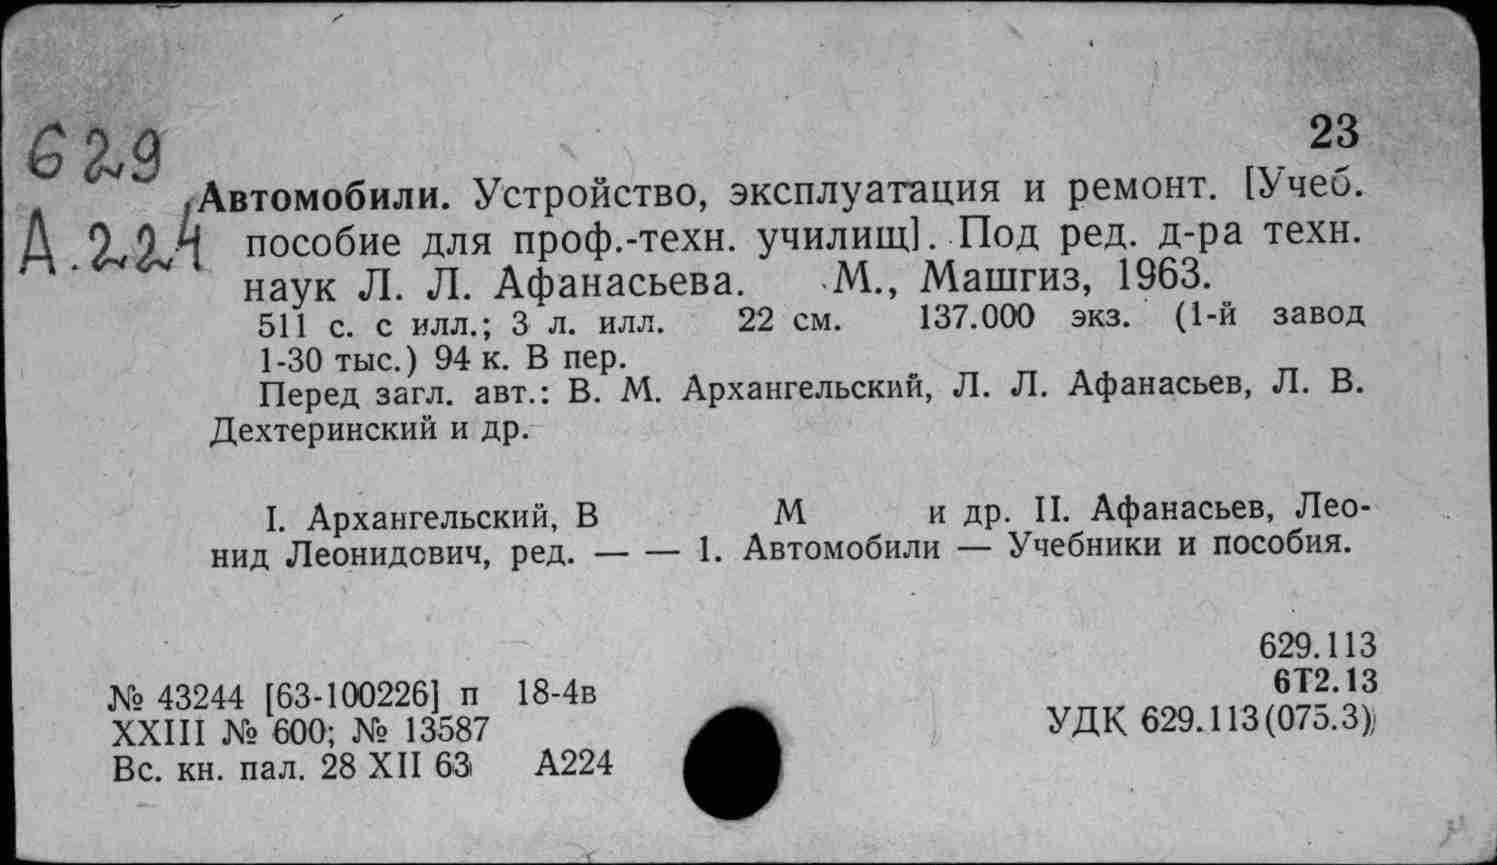 23
629
Автомобили. Устройство, эксплуатация и ремонт. [Учеб.
А.224 пособие для проф.-техн. училищ]. Под ред. д-ра техн.
наук Л. Л. Афанасьева. М., Машгиз, 1963.
511 с. с илл.; 3 л. илл. 22 см. 137.000 экз. (1-й завод
1-30 тыс.) 94 к. В пер.
Перед загл. авт.: В. М. Архангельский, Л. Л. Афанасьев, Л. В.
Дехтеринский и др.
I. Архангельский, В М и др. II. Афанасьев, Лео-
нид Леонидович, ред. — — 1. Автомобили — Учебники и пособия.
629.113
6Т2.13
УДК 629.113(075.3)
№ 43244 [63-100226] п 18-4в
XXIII № 600; № 13587
Вс. кн. пал. 28 XII 63 А224